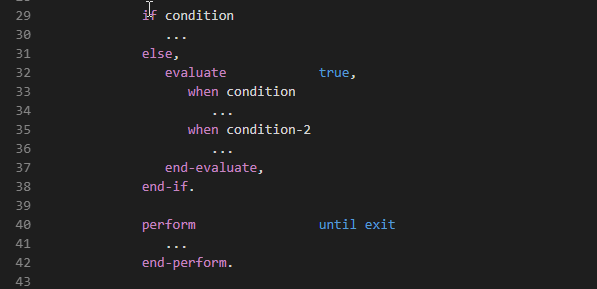 29 if condition
30 ...
31 else,
32 evaluate true,
33 when condition
34 ...
35 when condition-2
36 ...
37 end-evaluate,
38 end-if.
39
40 perform until exit
41 ...
42 end-perform.
43